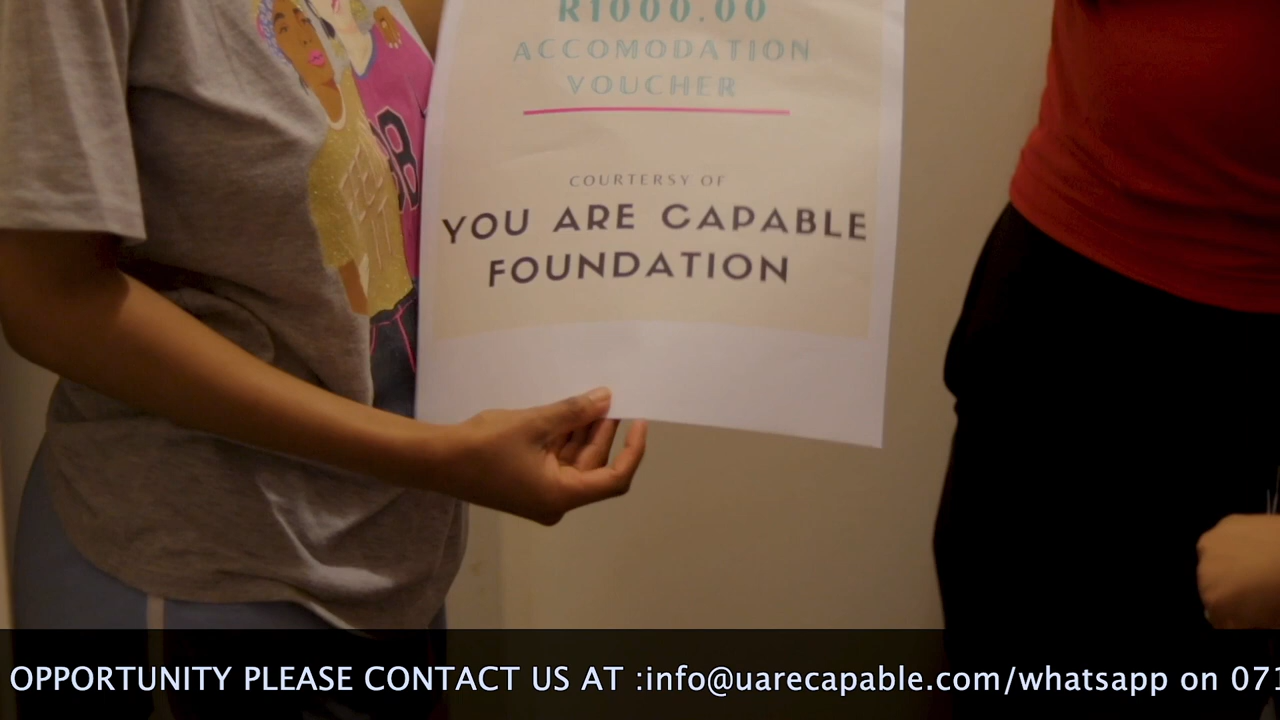 R1000.00
ACCOMODATION
VOUCHER
COURTERSY OF
YOU ARE CAPABLE
FOUNDATION
OPPORTUNITY PLEASE CONTACT US AT :info@uarecapable.com/whatsapp on 071